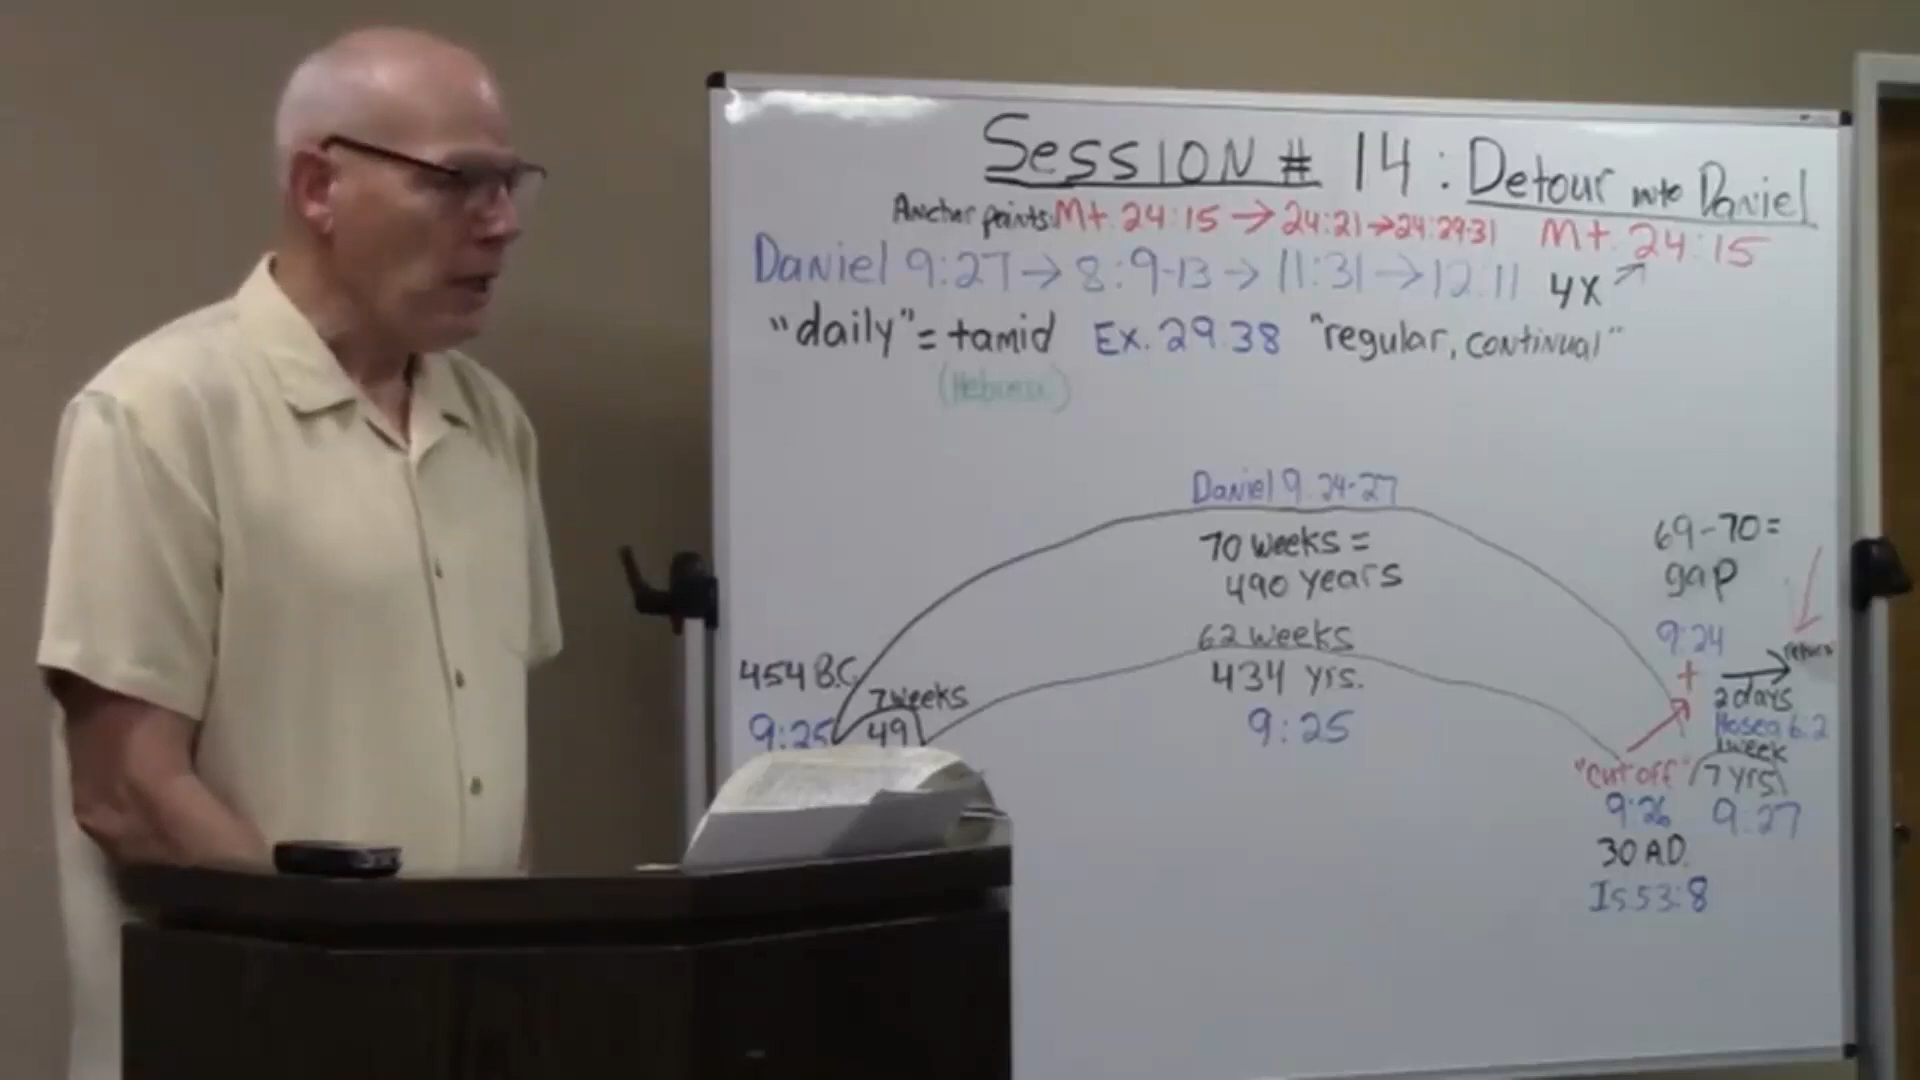 SESSION # 14 : Detour into Daniel
Anchor points: Mt. 24:15 → 24:21 → 24:29-31 Mt. 24:15
Daniel 9:27 → 8:9-13 → 11:31 → 12:11 4X ↗
"daily" = tamid Ex. 29.38 "regular, continual"
(Hebrew)
Daniel 9.24-27
70 weeks =
490 years
62 weeks
434 yrs.
9:25
454 B.C.
7 weeks
9:25
49
69-70 =
gap
9:24
+ → return
2 days
Hosea 6:2
1 week
"cut off" 7 yrs.
9:26 9:27
30 A.D.
Is 53:8